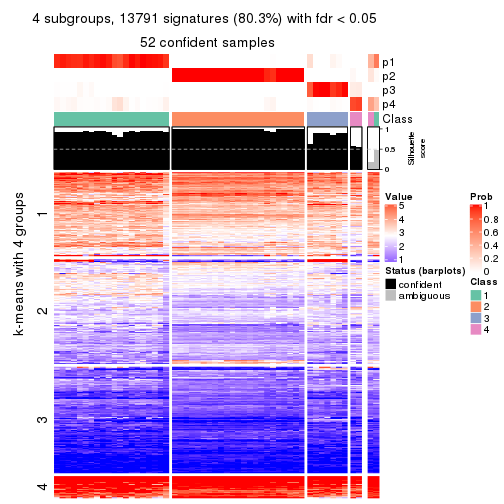 4 subgroups, 13791 signatures (80.3%) with fdr < 0.05
52 confident samples
p1
p2
p3
p4
Class
1
0.5
0
Silhouette
score
k-means with 4 groups
1
2
3
4
Value
5
4
3
2
1
Status (barplots)
confident
ambiguous
Prob
1
0.8
0.6
0.4
0.2
0
Class
1
2
3
4